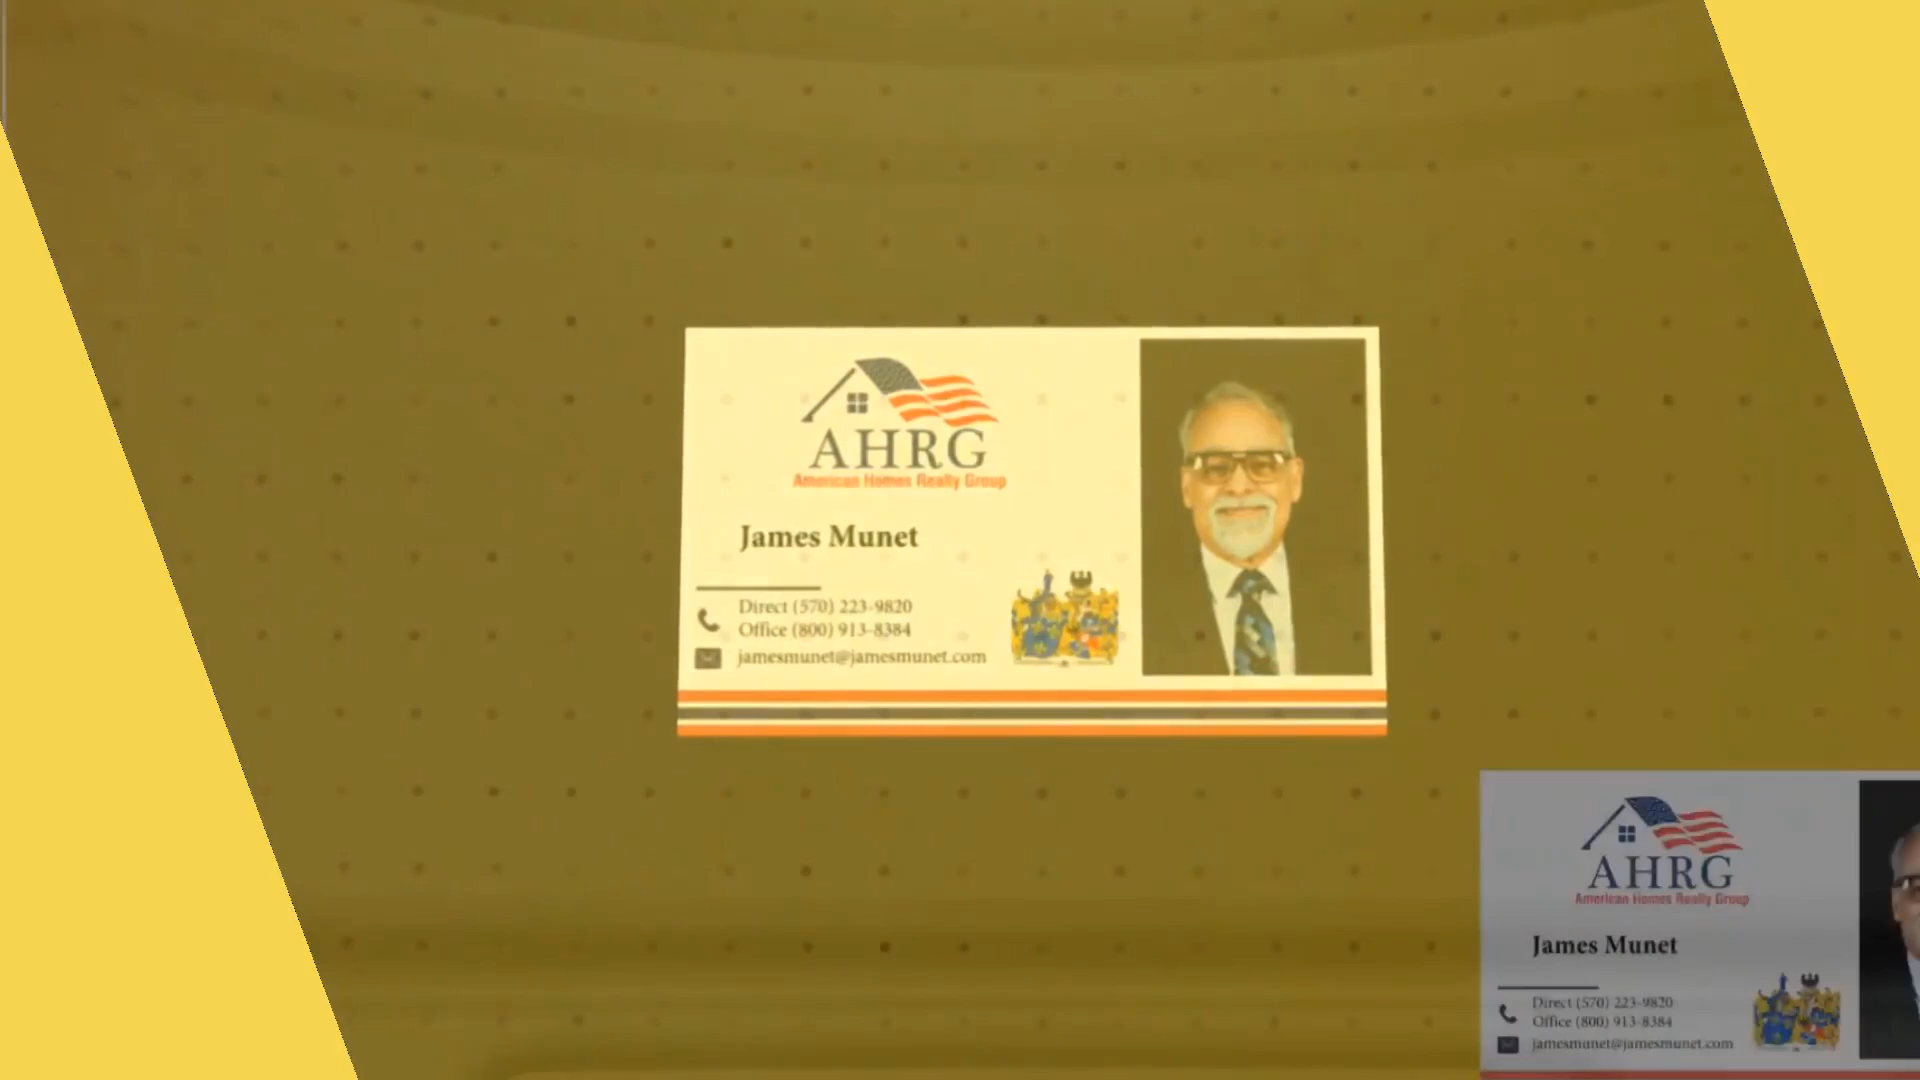 AHRG
American Homes Realty Group
James Munet
Direct (570) 223-9820
Office (800) 913-8384
jamesmunet@jamesmunet.com
AHRG
American Homes Realty Group
James Munet
Direct (570) 223-9820
Office (800) 913-8384
jamesmunet@jamesmunet.com